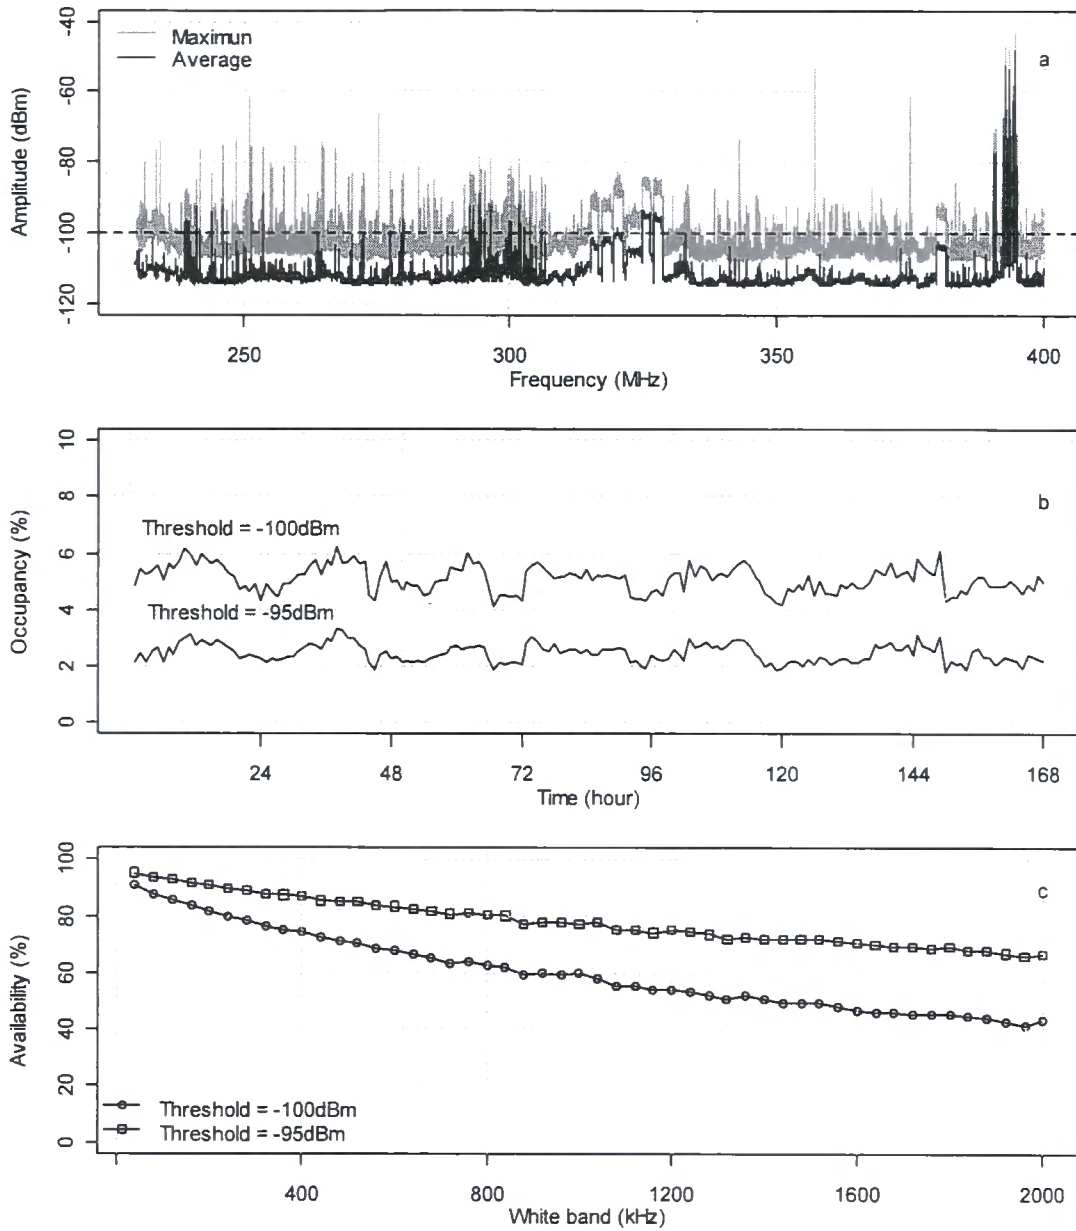 -40
-60
-80
-100
-120
Amplitude (dBm)
Maximun
Average
a
250
300
350
400
Frequency (MHz)
10
8
6
4
2
0
Occupancy (%)
b
Threshold = -100dBm
Threshold = -95dBm
24
48
72
96
120
144
168
Time (hour)
100
80
60
40
20
0
Availability (%)
c
Threshold = -100dBm
Threshold = -95dBm
400
800
1200
1600
2000
White band (kHz)